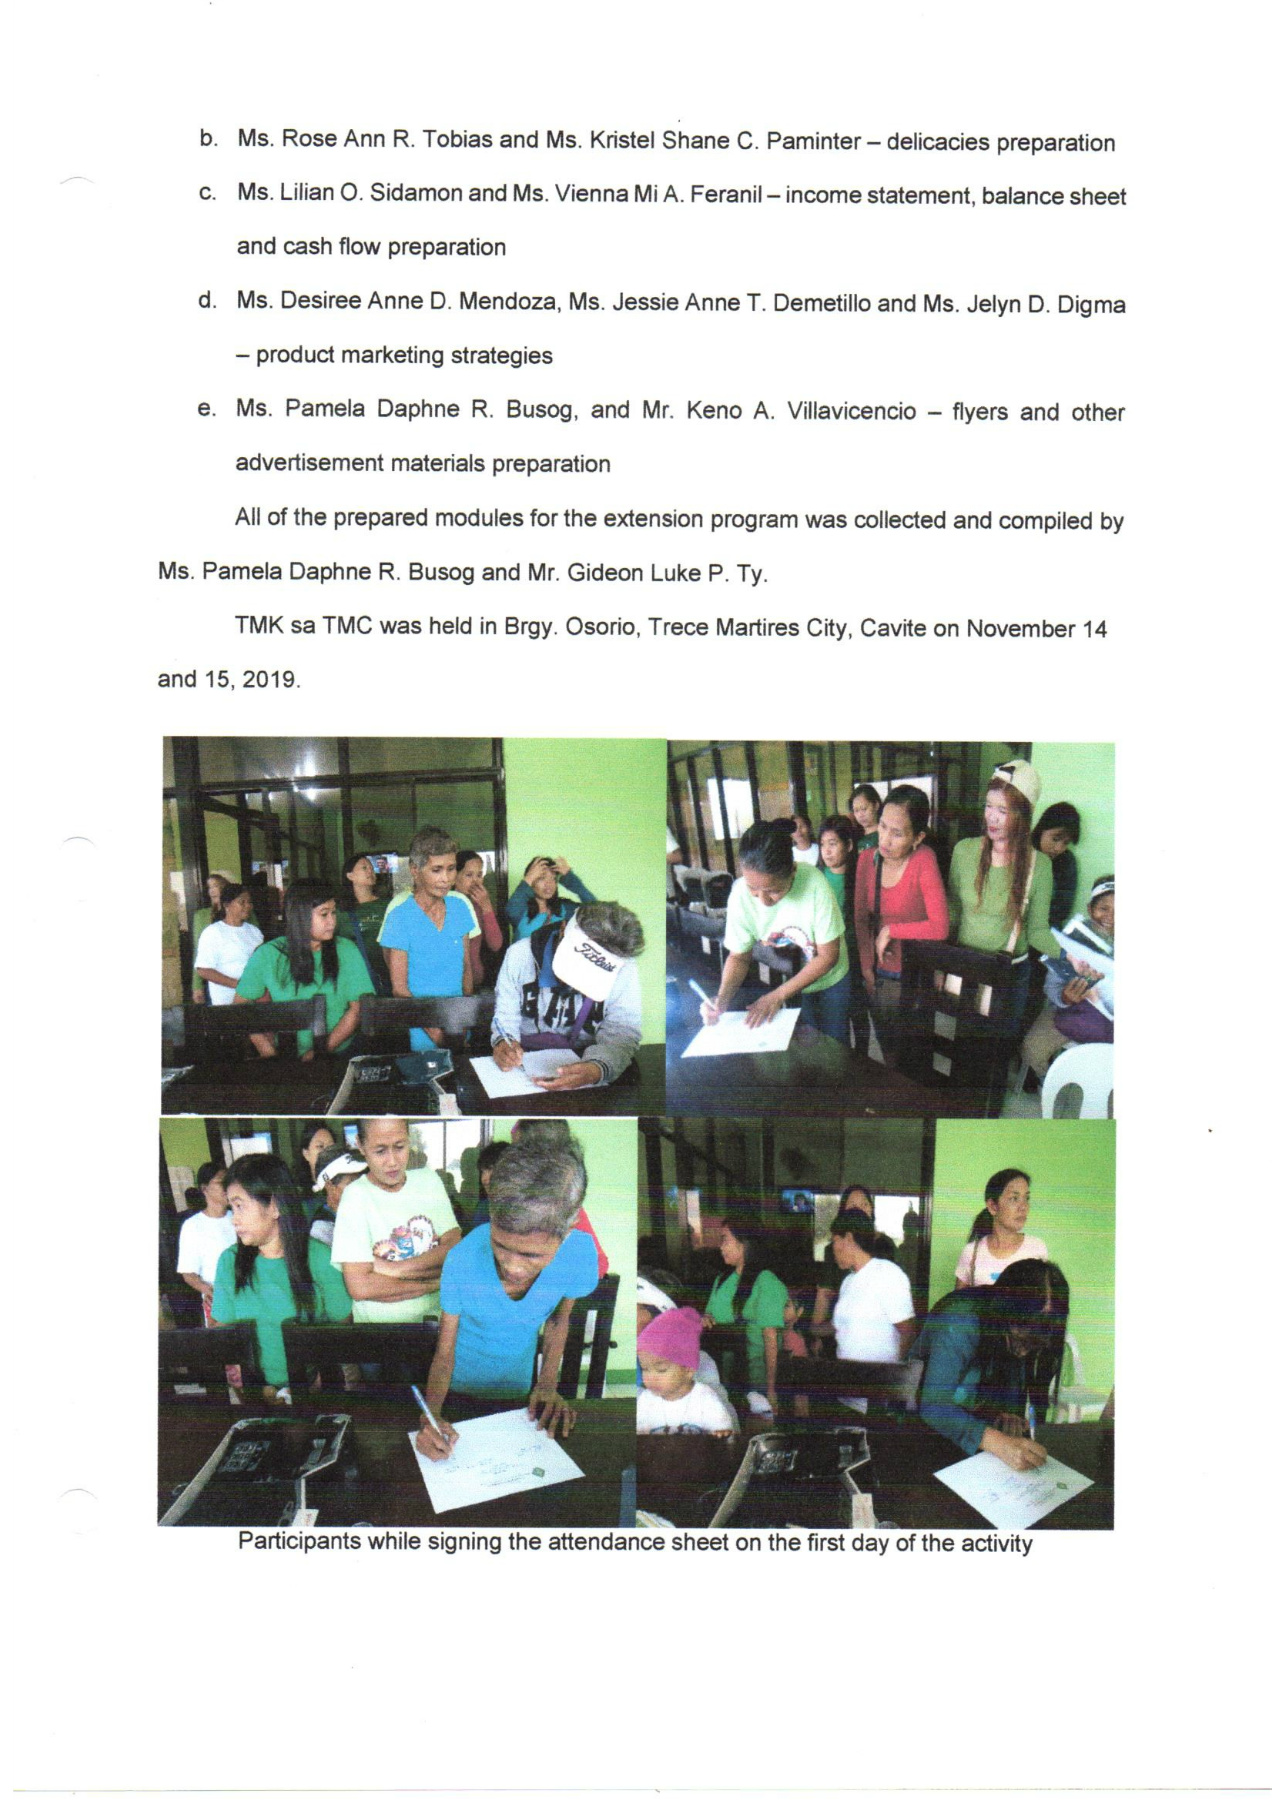 b. Ms. Rose Ann R. Tobias and Ms. Kristel Shane C. Paminter – delicacies preparation
c. Ms. Lilian O. Sidamon and Ms. Vienna Mi A. Feranil – income statement, balance sheet
and cash flow preparation
d. Ms. Desiree Anne D. Mendoza, Ms. Jessie Anne T. Demetillo and Ms. Jelyn D. Digma
– product marketing strategies
e. Ms. Pamela Daphne R. Busog, and Mr. Keno A. Villavicencio – flyers and other
advertisement materials preparation
All of the prepared modules for the extension program was collected and compiled by
Ms. Pamela Daphne R. Busog and Mr. Gideon Luke P. Ty.
TMK sa TMC was held in Brgy. Osorio, Trece Martires City, Cavite on November 14
and 15, 2019.
Titleist
Participants while signing the attendance sheet on the first day of the activity